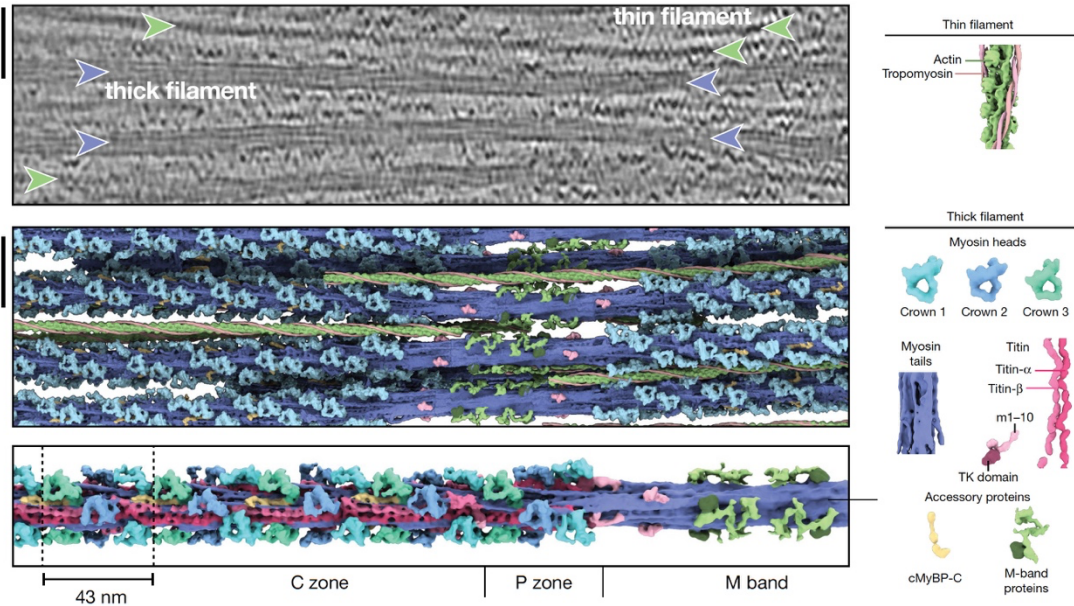 thin filament
thick filament
43 nm
C zone
P zone
M band
Thin filament
Actin
Tropomyosin
Thick filament
Myosin heads
Crown 1
Crown 2
Crown 3
Myosin
tails
Titin
Titin-α
Titin-β
m1–10
TK domain
Accessory proteins
cMyBP-C
M-band
proteins